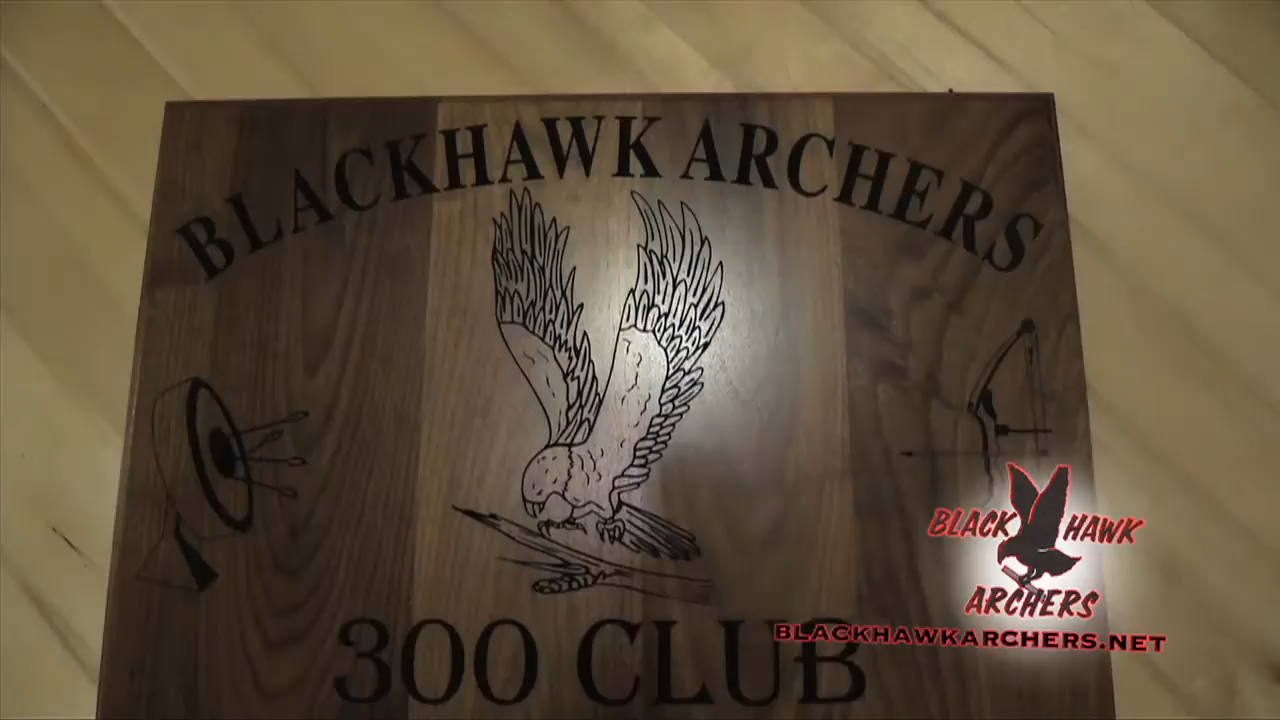 BLACKHAWK ARCHERS
300 CLUB
BLACK HAWK
ARCHERS
BLACKHAWKARCHERS.NET